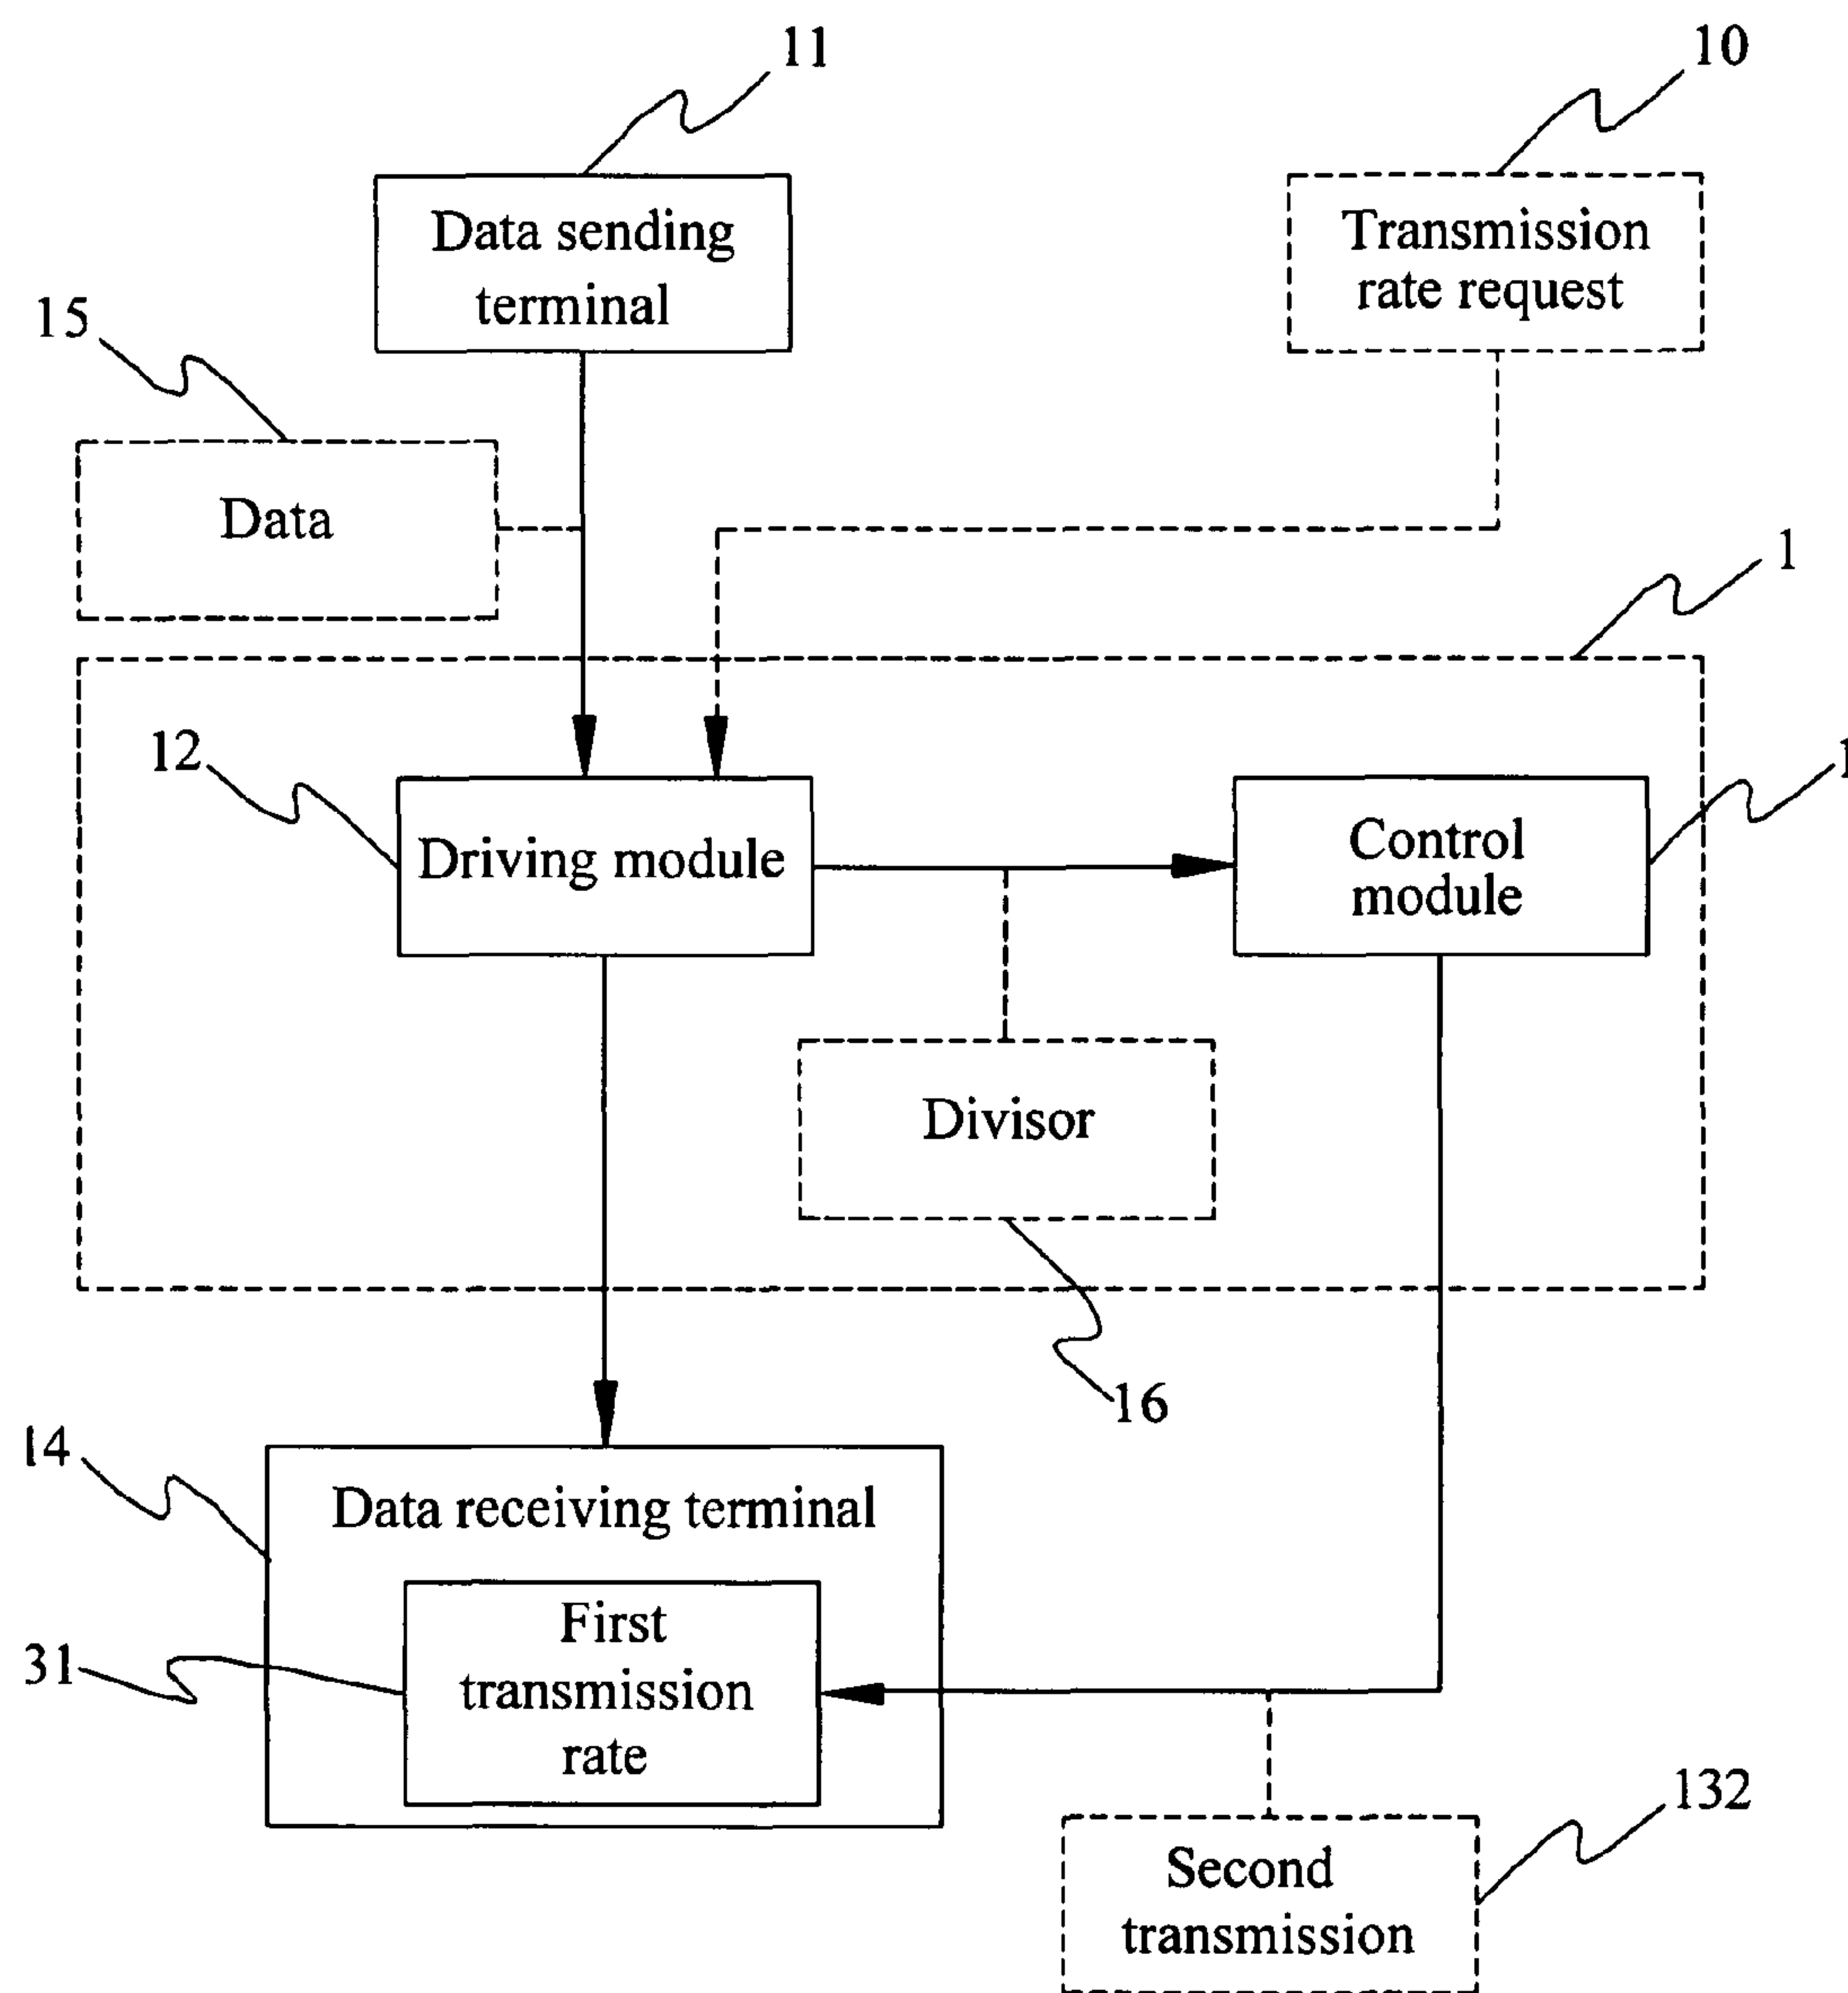 11
10
Data sending
terminal
Transmission
rate request
15
Data
1
12
Driving module
Control
module
Divisor
16
14
Data receiving terminal
First
transmission
rate
31
132
Second
transmission